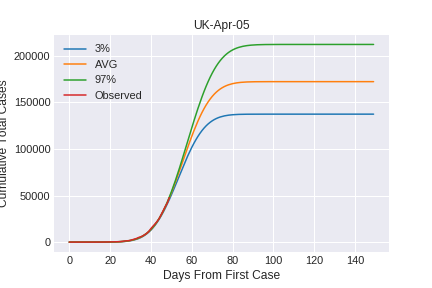 UK-Apr-05
3%
AVG
97%
Observed
Cumulative Total Cases
200000
150000
100000
50000
0
0 20 40 60 80 100 120 140
Days From First Case